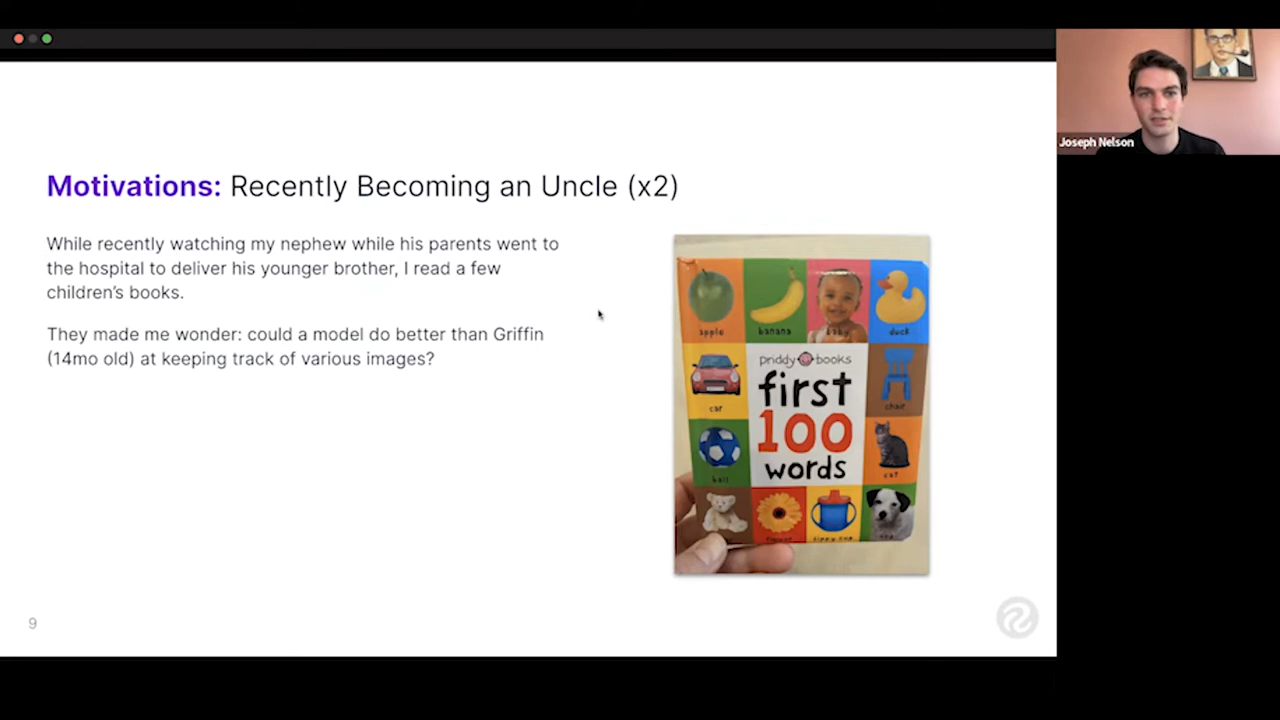 Motivations: Recently Becoming an Uncle (x2)
While recently watching my nephew while his parents went to
the hospital to deliver his younger brother, I read a few
children’s books.
They made me wonder: could a model do better than Griffin
(14mo old) at keeping track of various images?
apple
banana
baby
duck
priddy books
first
100
words
car
chair
ball
cat
flower
sippy cup
9
Joseph Nelson